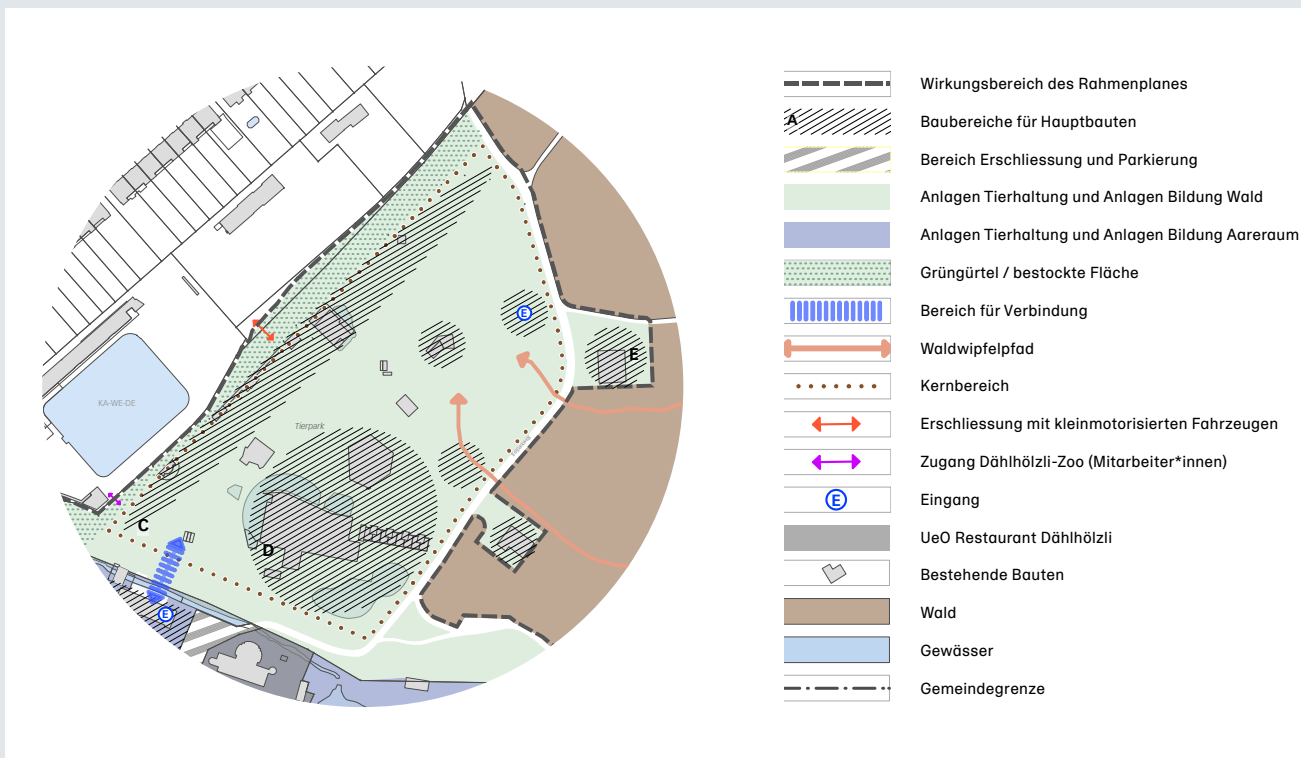 KA-WE-DE
Tierpark
E
E
C
D
E
Wirkungsbereich des Rahmenplanes
A
Baubereiche für Hauptbauten
Bereich Erschliessung und Parkierung
Anlagen Tierhaltung und Anlagen Bildung Wald
Anlagen Tierhaltung und Anlagen Bildung Aareraum
Grüngürtel / bestockte Fläche
Bereich für Verbindung
Waldwipfelpfad
Kernbereich
Erschliessung mit kleinmotorisierten Fahrzeugen
Zugang Dählhölzli-Zoo (Mitarbeiter*innen)
E
Eingang
UeO Restaurant Dählhölzli
Bestehende Bauten
Wald
Gewässer
Gemeindegrenze